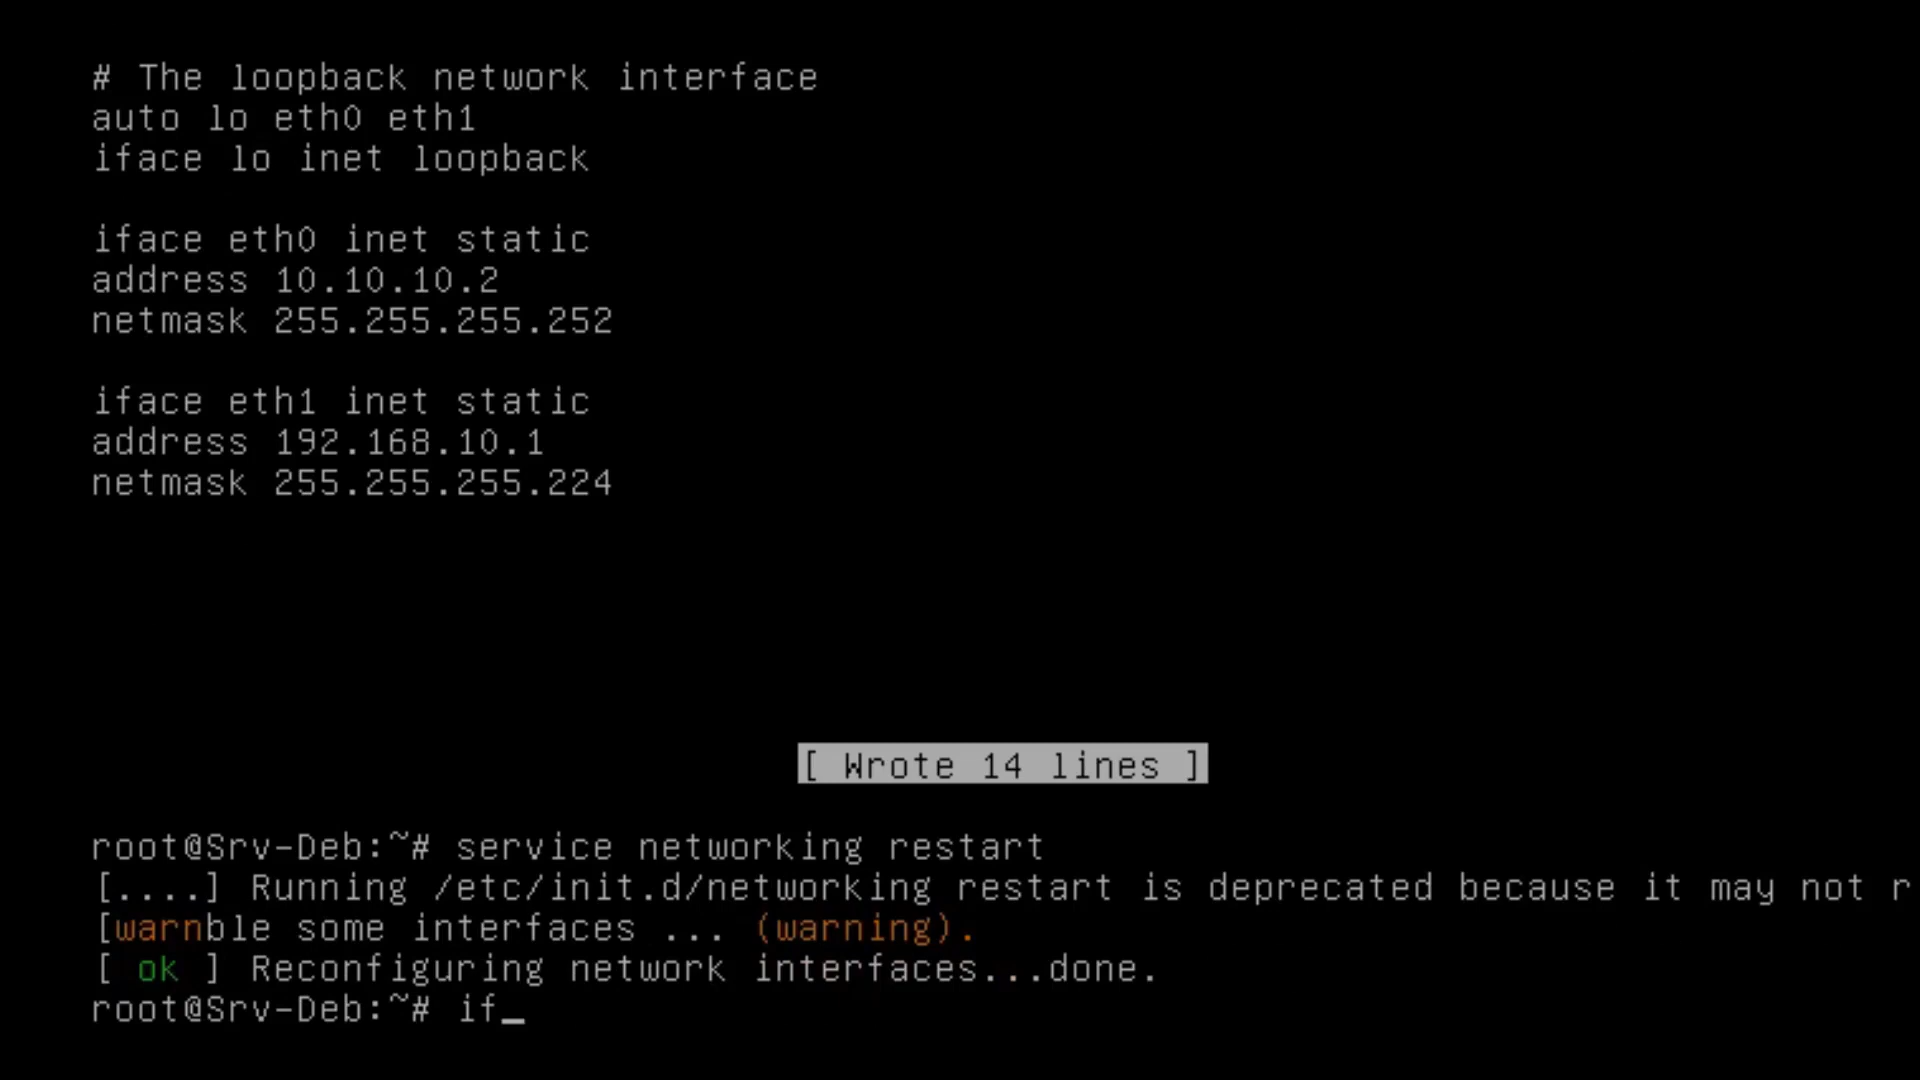 # The loopback network interface
auto lo eth0 eth1
iface lo inet loopback
iface eth0 inet static
address 10.10.10.2
netmask 255.255.255.252
iface eth1 inet static
address 192.168.10.1
netmask 255.255.255.224
[ Wrote 14 lines ]
root@Srv-Deb:~# service networking restart
[....] Running /etc/init.d/networking restart is deprecated because it may not r
[warnble some interfaces ... (warning).
[ ok ] Reconfiguring network interfaces...done.
root@Srv-Deb:~# if_